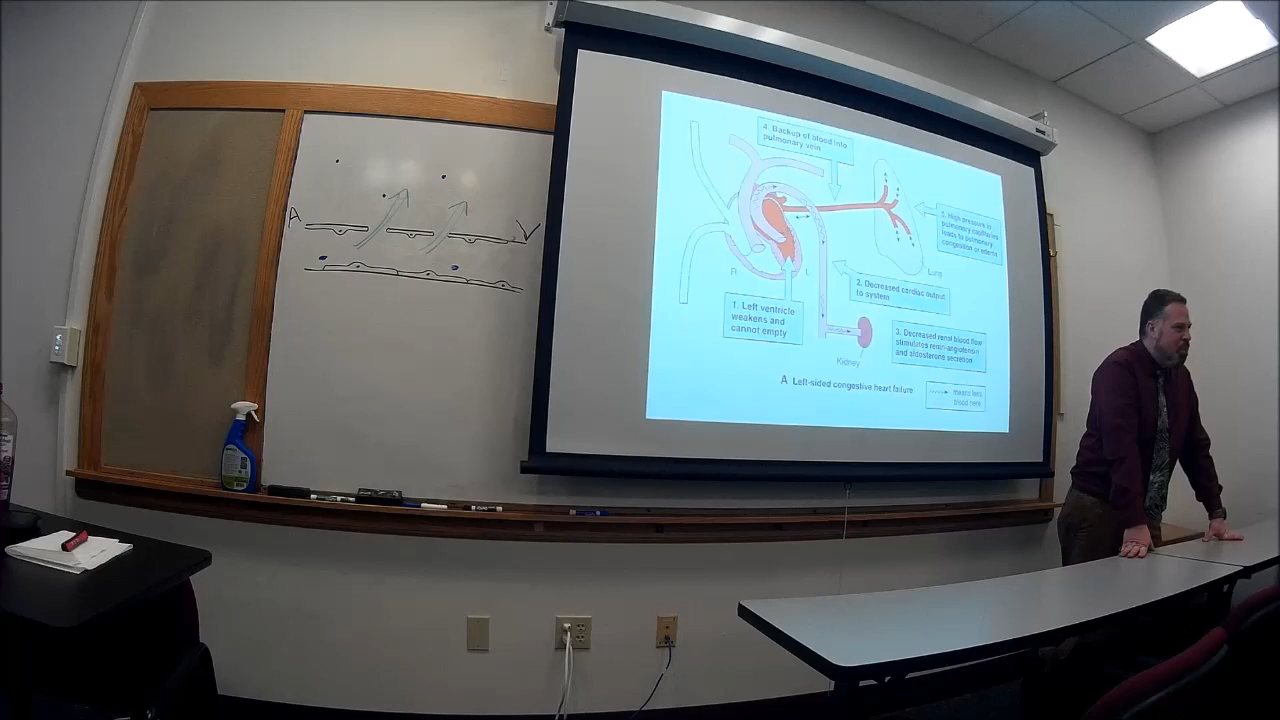 A
V
4. Backup of blood into
pulmonary vein
5. High pressure in
pulmonary capillaries
leads to pulmonary
congestion or edema
Lung
R
L
2. Decreased cardiac output
to system
1. Left ventricle
weakens and
cannot empty
3. Decreased renal blood flow
stimulates renin-angiotensin
and aldosterone secretion
Kidney
A Left-sided congestive heart failure
means less
blood here